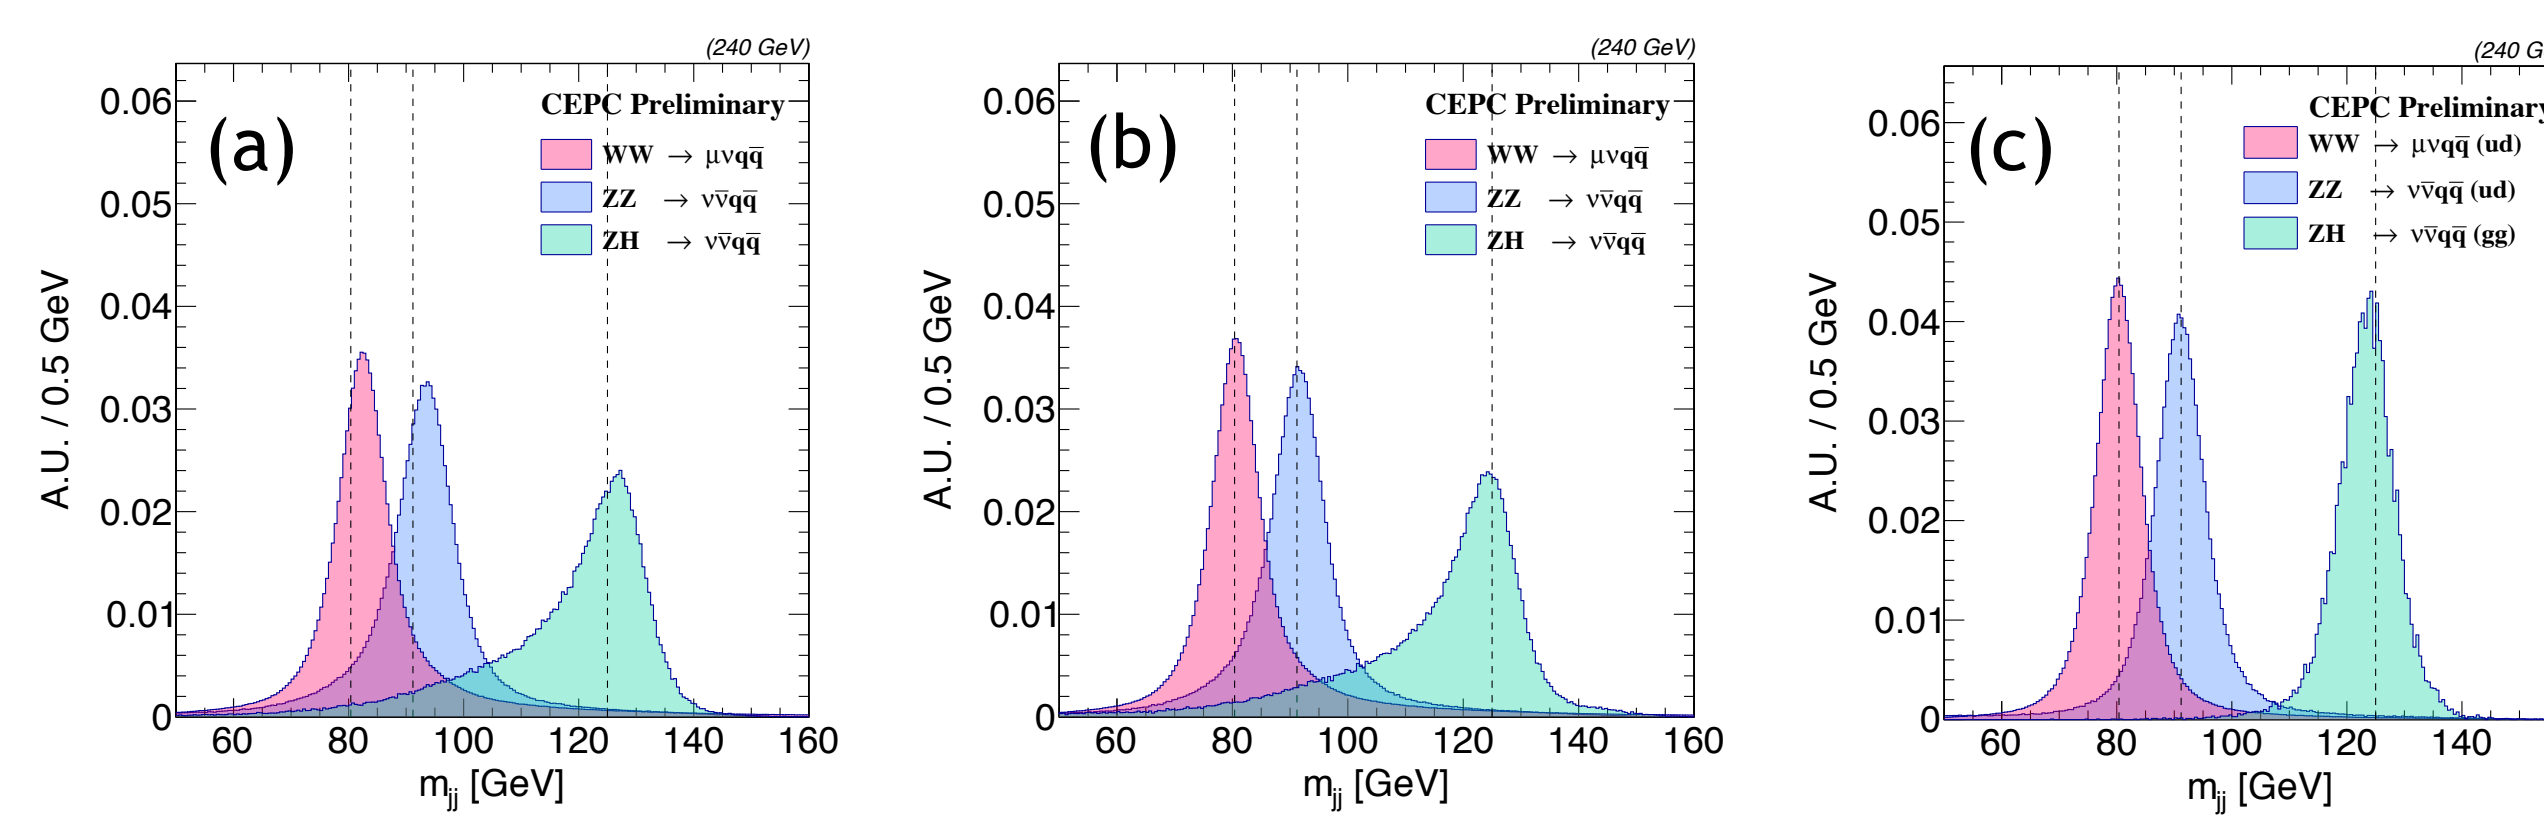 (240 GeV)
(a)
CEPC Preliminary
WW → μνqq̅
ZZ → νν̅qq̅
ZH → νν̅qq̅
0.06
0.05
0.04
0.03
0.02
0.01
0
A.U. / 0.5 GeV
60 80 100 120 140 160
m_jj [GeV]
(240 GeV)
(b)
CEPC Preliminary
WW → μνqq̅
ZZ → νν̅qq̅
ZH → νν̅qq̅
0.06
0.05
0.04
0.03
0.02
0.01
0
A.U. / 0.5 GeV
60 80 100 120 140 160
m_jj [GeV]
(240 G
(c)
CEPC Preliminary
WW → μνqq̅ (ud)
ZZ → νν̅qq̅ (ud)
ZH → νν̅qq̅ (gg)
0.06
0.05
0.04
0.03
0.02
0.01
0
A.U. / 0.5 GeV
60 80 100 120 140
m_jj [GeV]